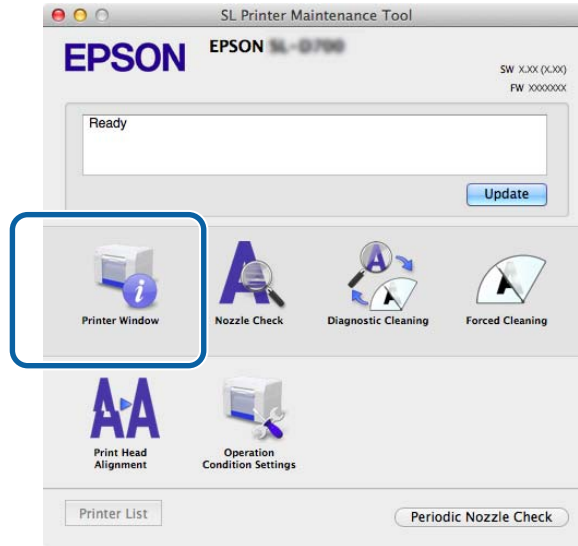 SL Printer Maintenance Tool
EPSON
EPSON
SW X.XX (X.XX)
FW XXXXXXX
Ready
Update
Printer Window
Nozzle Check
Diagnostic Cleaning
Forced Cleaning
Print Head
Alignment
Operation
Condition Settings
Printer List
Periodic Nozzle Check